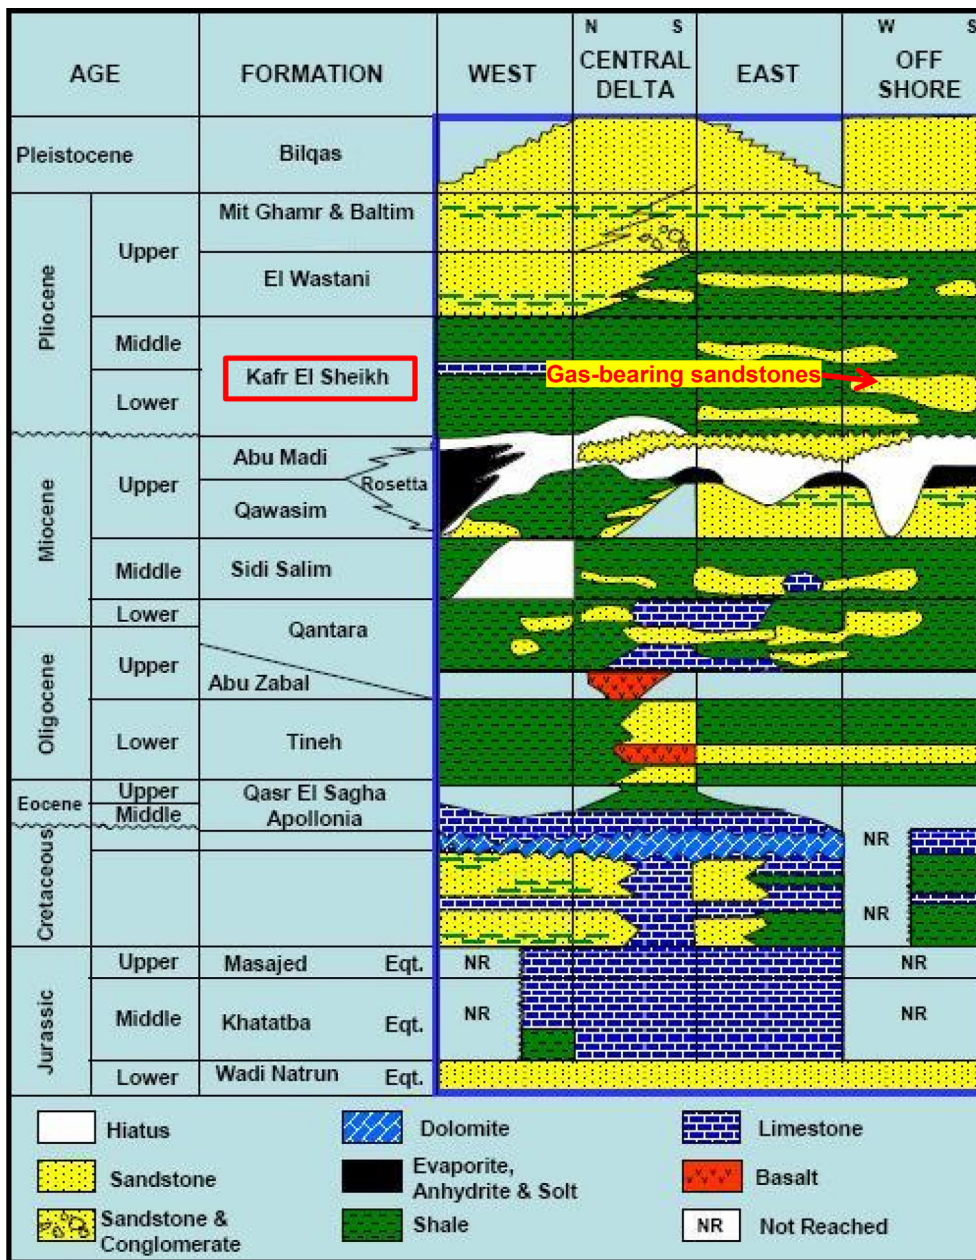 N S
W S
AGE
FORMATION
WEST
CENTRAL
DELTA
EAST
OFF
SHORE
Pleistocene
Bilqas
Pliocene
Upper
Mit Ghamr & Baltim
El Wastani
Middle
Kafr El Sheikh
Gas-bearing sandstones
Lower
Miocene
Upper
Abu Madi
Rosetta
Qawasim
Middle
Sidi Salim
Lower
Qantara
Oligocene
Upper
Abu Zabal
Lower
Tineh
Eocene
Upper
Qasr El Sagha
Middle
Apollonia
Cretaceous
NR
NR
Jurassic
Upper
Masajed Eqt.
NR
NR
Middle
Khatatba Eqt.
NR
NR
Lower
Wadi Natrun Eqt.
Hiatus
Dolomite
Limestone
Sandstone
Evaporite,
Anhydrite & Solt
Basalt
Sandstone &
Conglomerate
Shale
NR
Not Reached